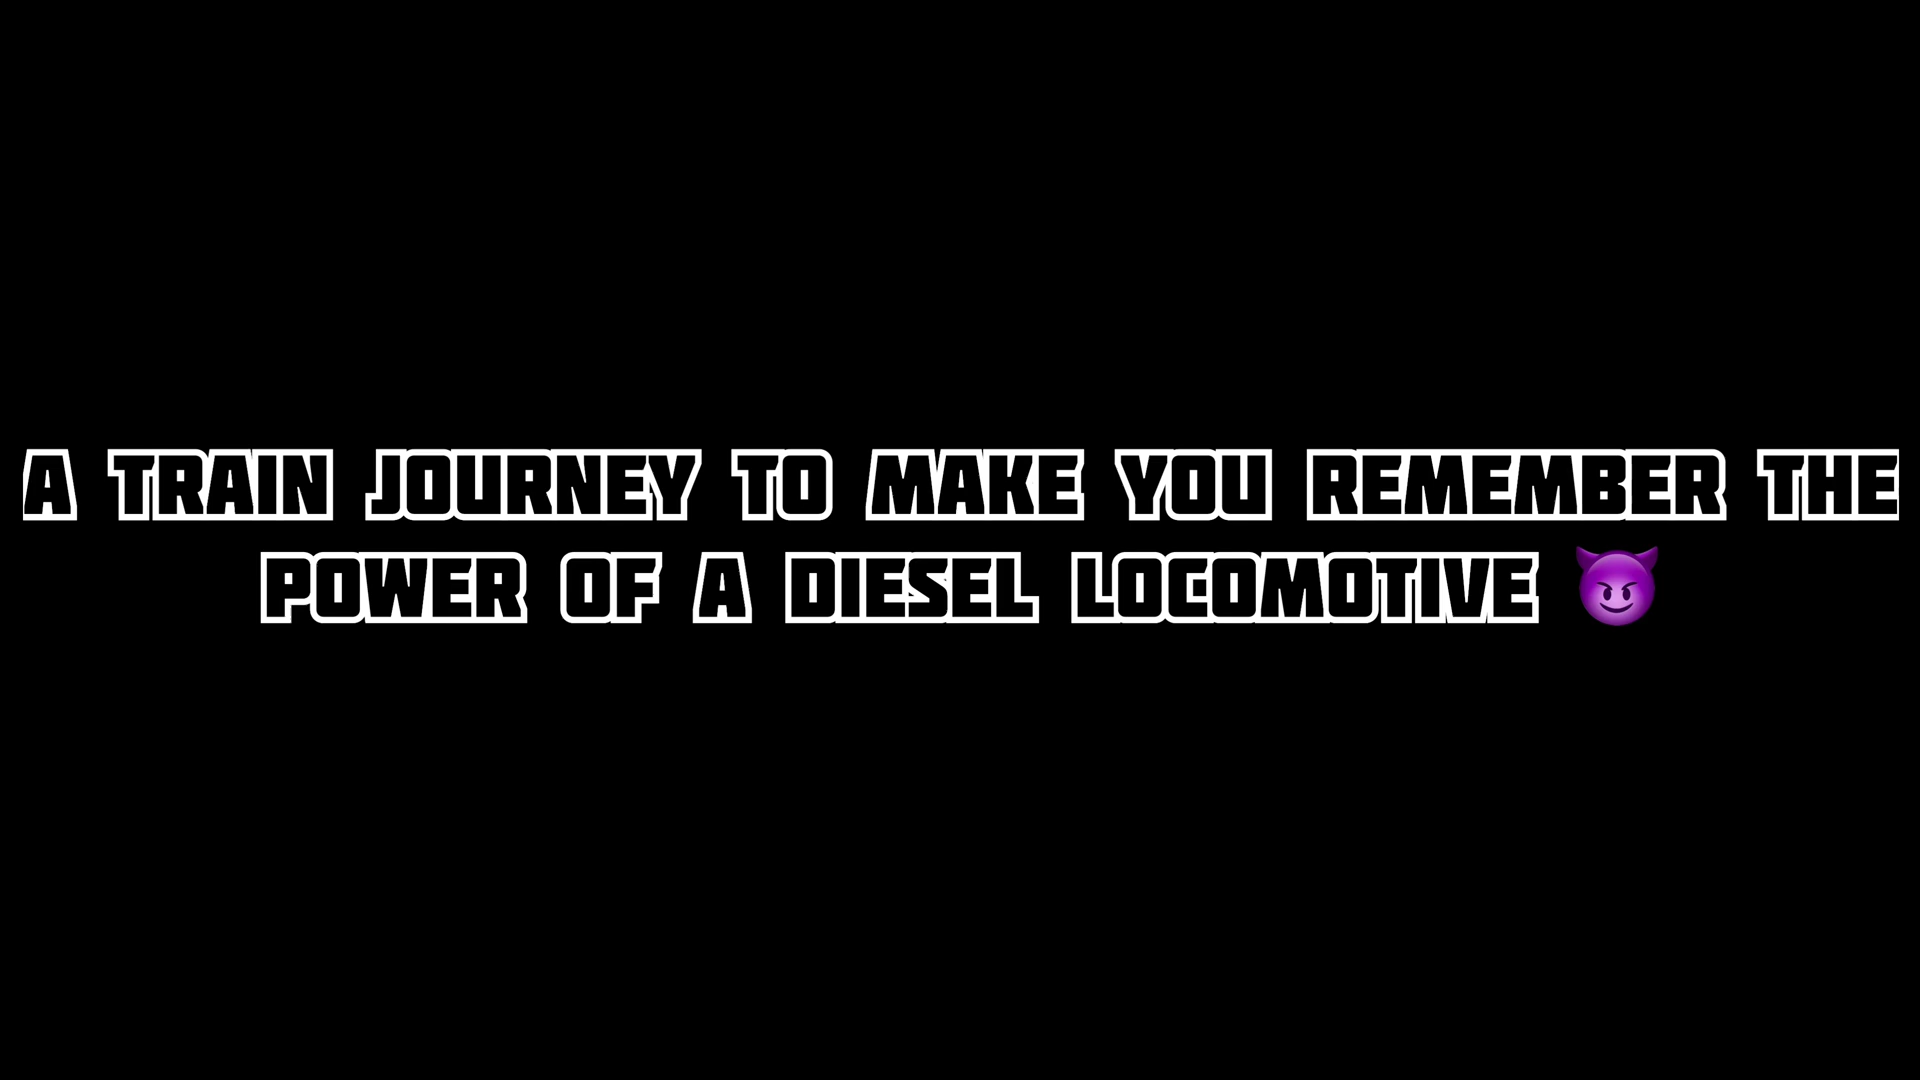 A TRAIN JOURNEY TO MAKE YOU REMEMBER THE
POWER OF A DIESEL LOCOMOTIVE 😈